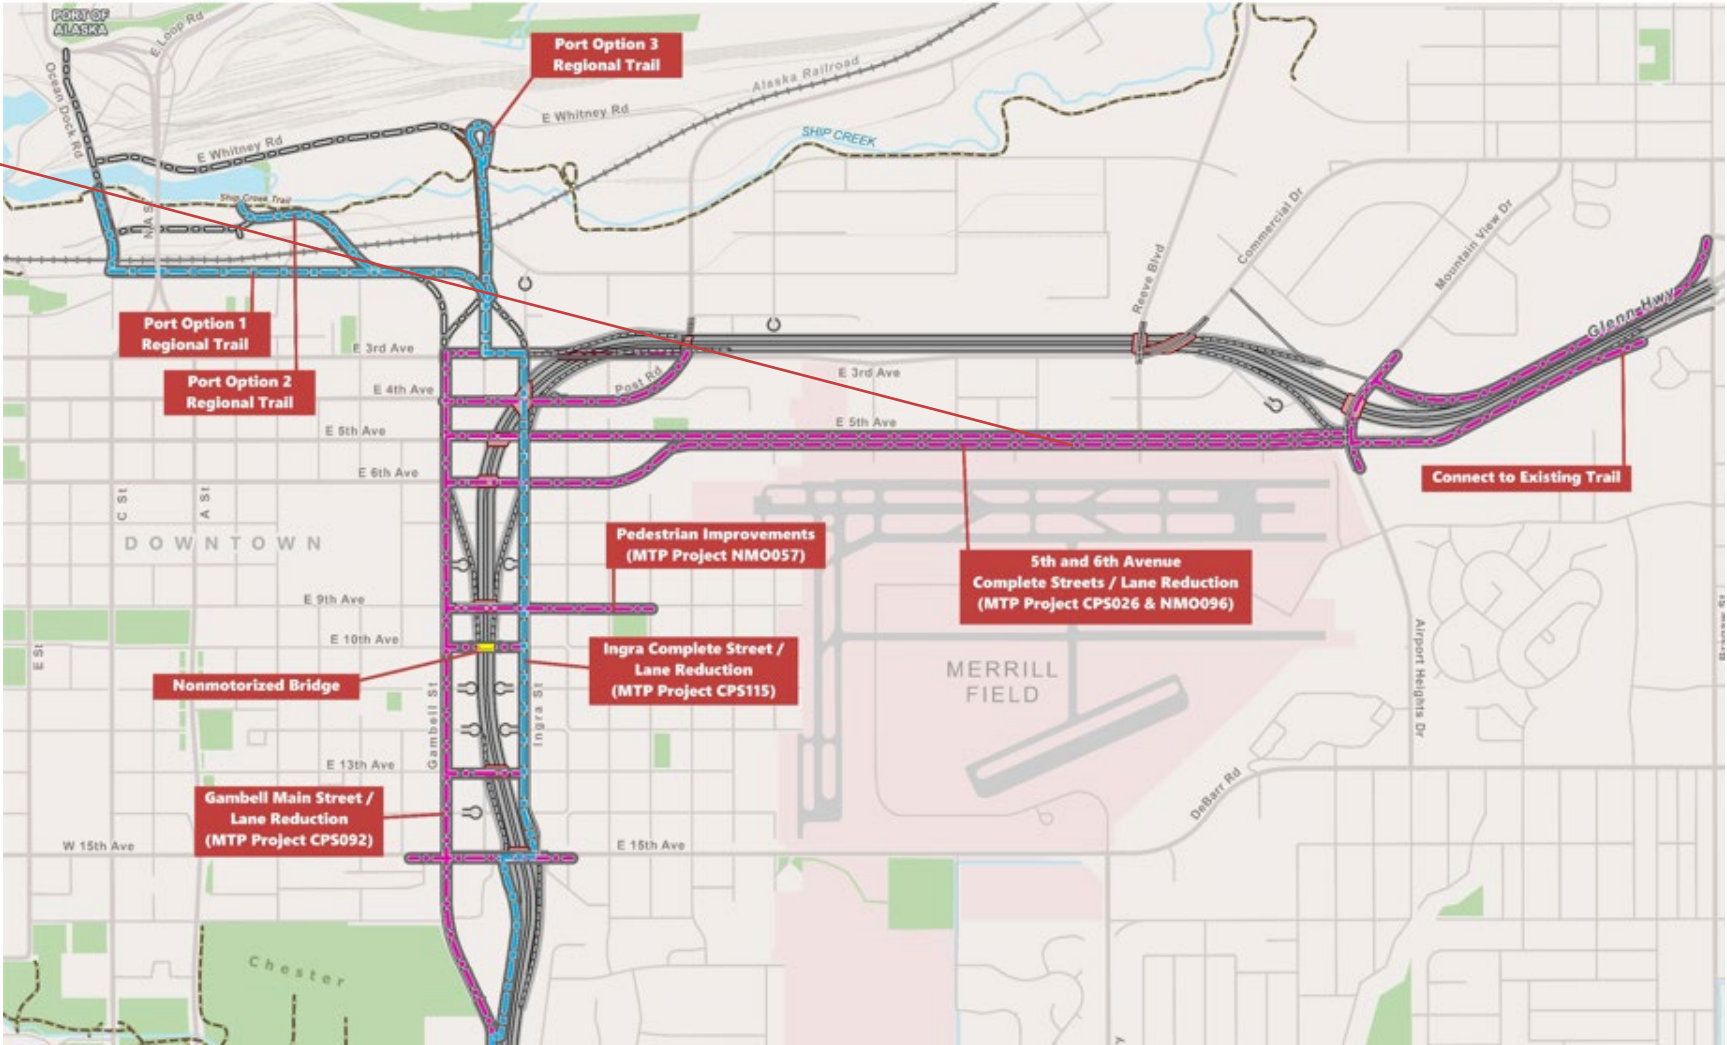 PORT OF
ALASKA
E Loop Rd
Ocean Dock Rd
Port Option 3
Regional Trail
Alaska Railroad
E Whitney Rd
E Whitney Rd
SHIP CREEK
Ship Creek Trail
N A St
Reeve Blvd
Commercial Dr
Mountain View Dr
Glenn Hwy
Port Option 1
Regional Trail
E 3rd Ave
Port Option 2
Regional Trail
E 4th Ave
Post Rd
E 3rd Ave
E 5th Ave
E 5th Ave
E 6th Ave
Connect to Existing Trail
C St
A St
DOWNTOWN
Pedestrian Improvements
(MTP Project NMO057)
5th and 6th Avenue
Complete Streets / Lane Reduction
(MTP Project CPS026 & NMO096)
E 9th Ave
E 10th Ave
E St
Ingra Complete Street /
Lane Reduction
(MTP Project CPS115)
Nonmotorized Bridge
MERRILL
FIELD
Airport Heights Dr
Gambell St
Ingra St
E 13th Ave
DeBarr Rd
Gambell Main Street /
Lane Reduction
(MTP Project CPS092)
W 15th Ave
E 15th Ave
Chester